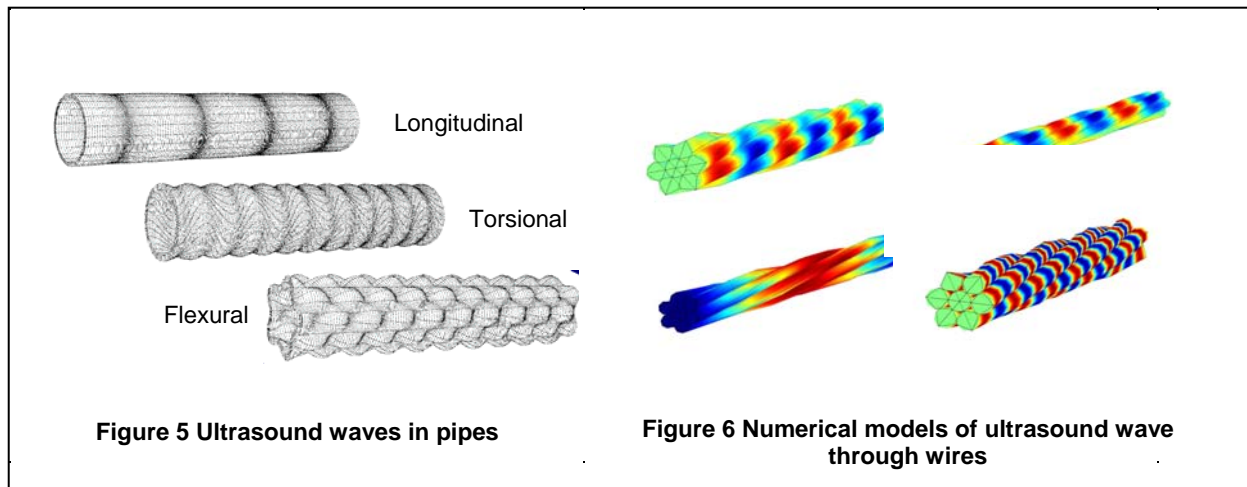 Longitudinal
Torsional
Flexural
Figure 5 Ultrasound waves in pipes
Figure 6 Numerical models of ultrasound wave
through wires